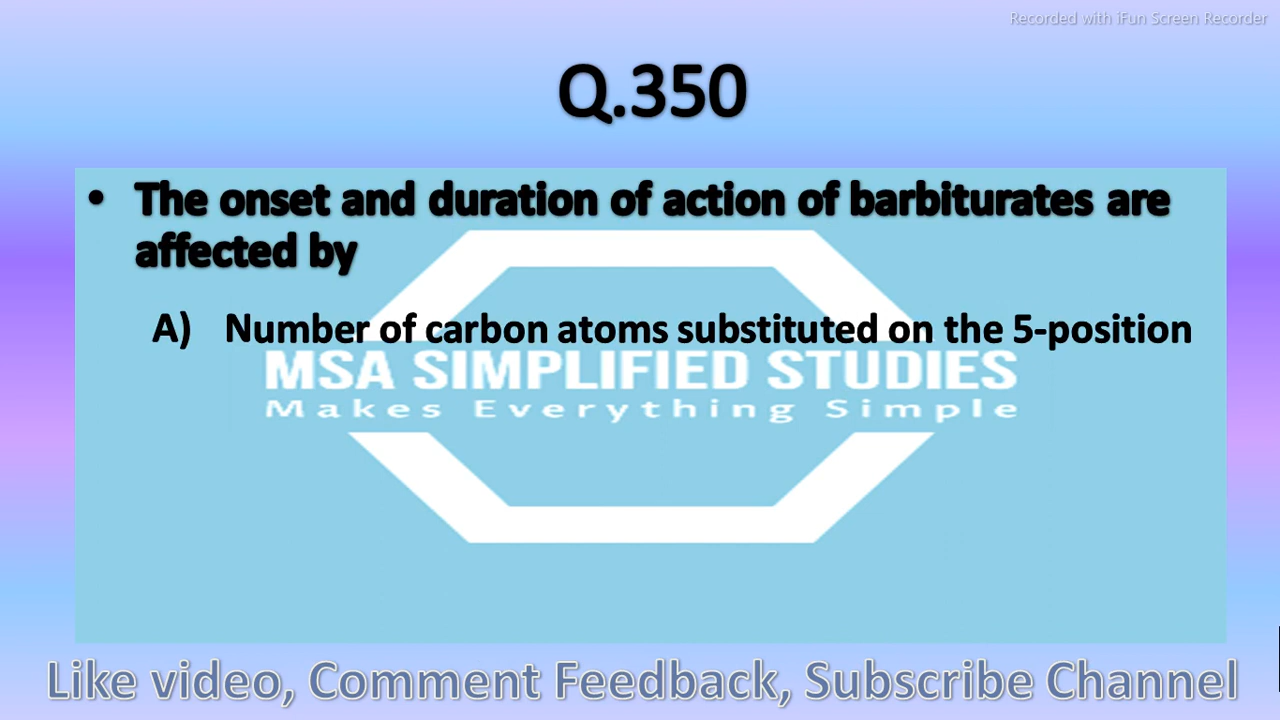 Recorded with iFun Screen Recorder
Q.350
• The onset and duration of action of barbiturates are
affected by
A) Number of carbon atoms substituted on the 5-position
MSA SIMPLIFIED STUDIES
Makes Everything Simple
Like video, Comment Feedback, Subscribe Channel